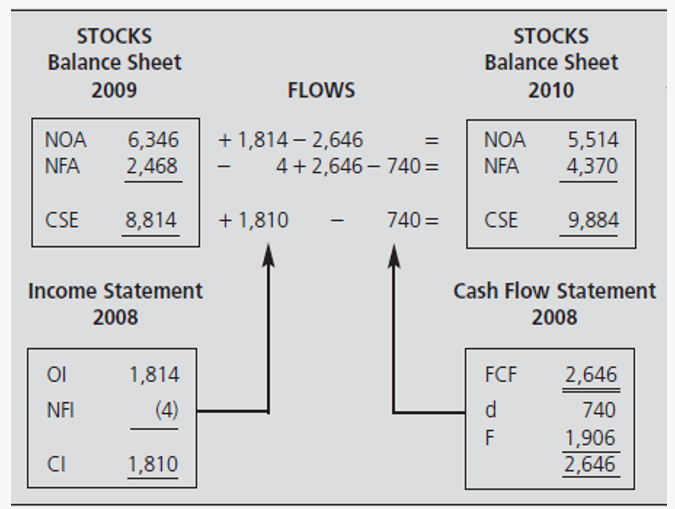 STOCKS
Balance Sheet
2009
FLOWS
STOCKS
Balance Sheet
2010
NOA 6,346 + 1,814 – 2,646 = NOA 5,514
NFA 2,468 – 4 + 2,646 – 740 = NFA 4,370
CSE 8,814 + 1,810 – 740 = CSE 9,884
Income Statement
2008
OI 1,814
NFI (4)
CI 1,810
Cash Flow Statement
2008
FCF 2,646
d 740
F 1,906
2,646